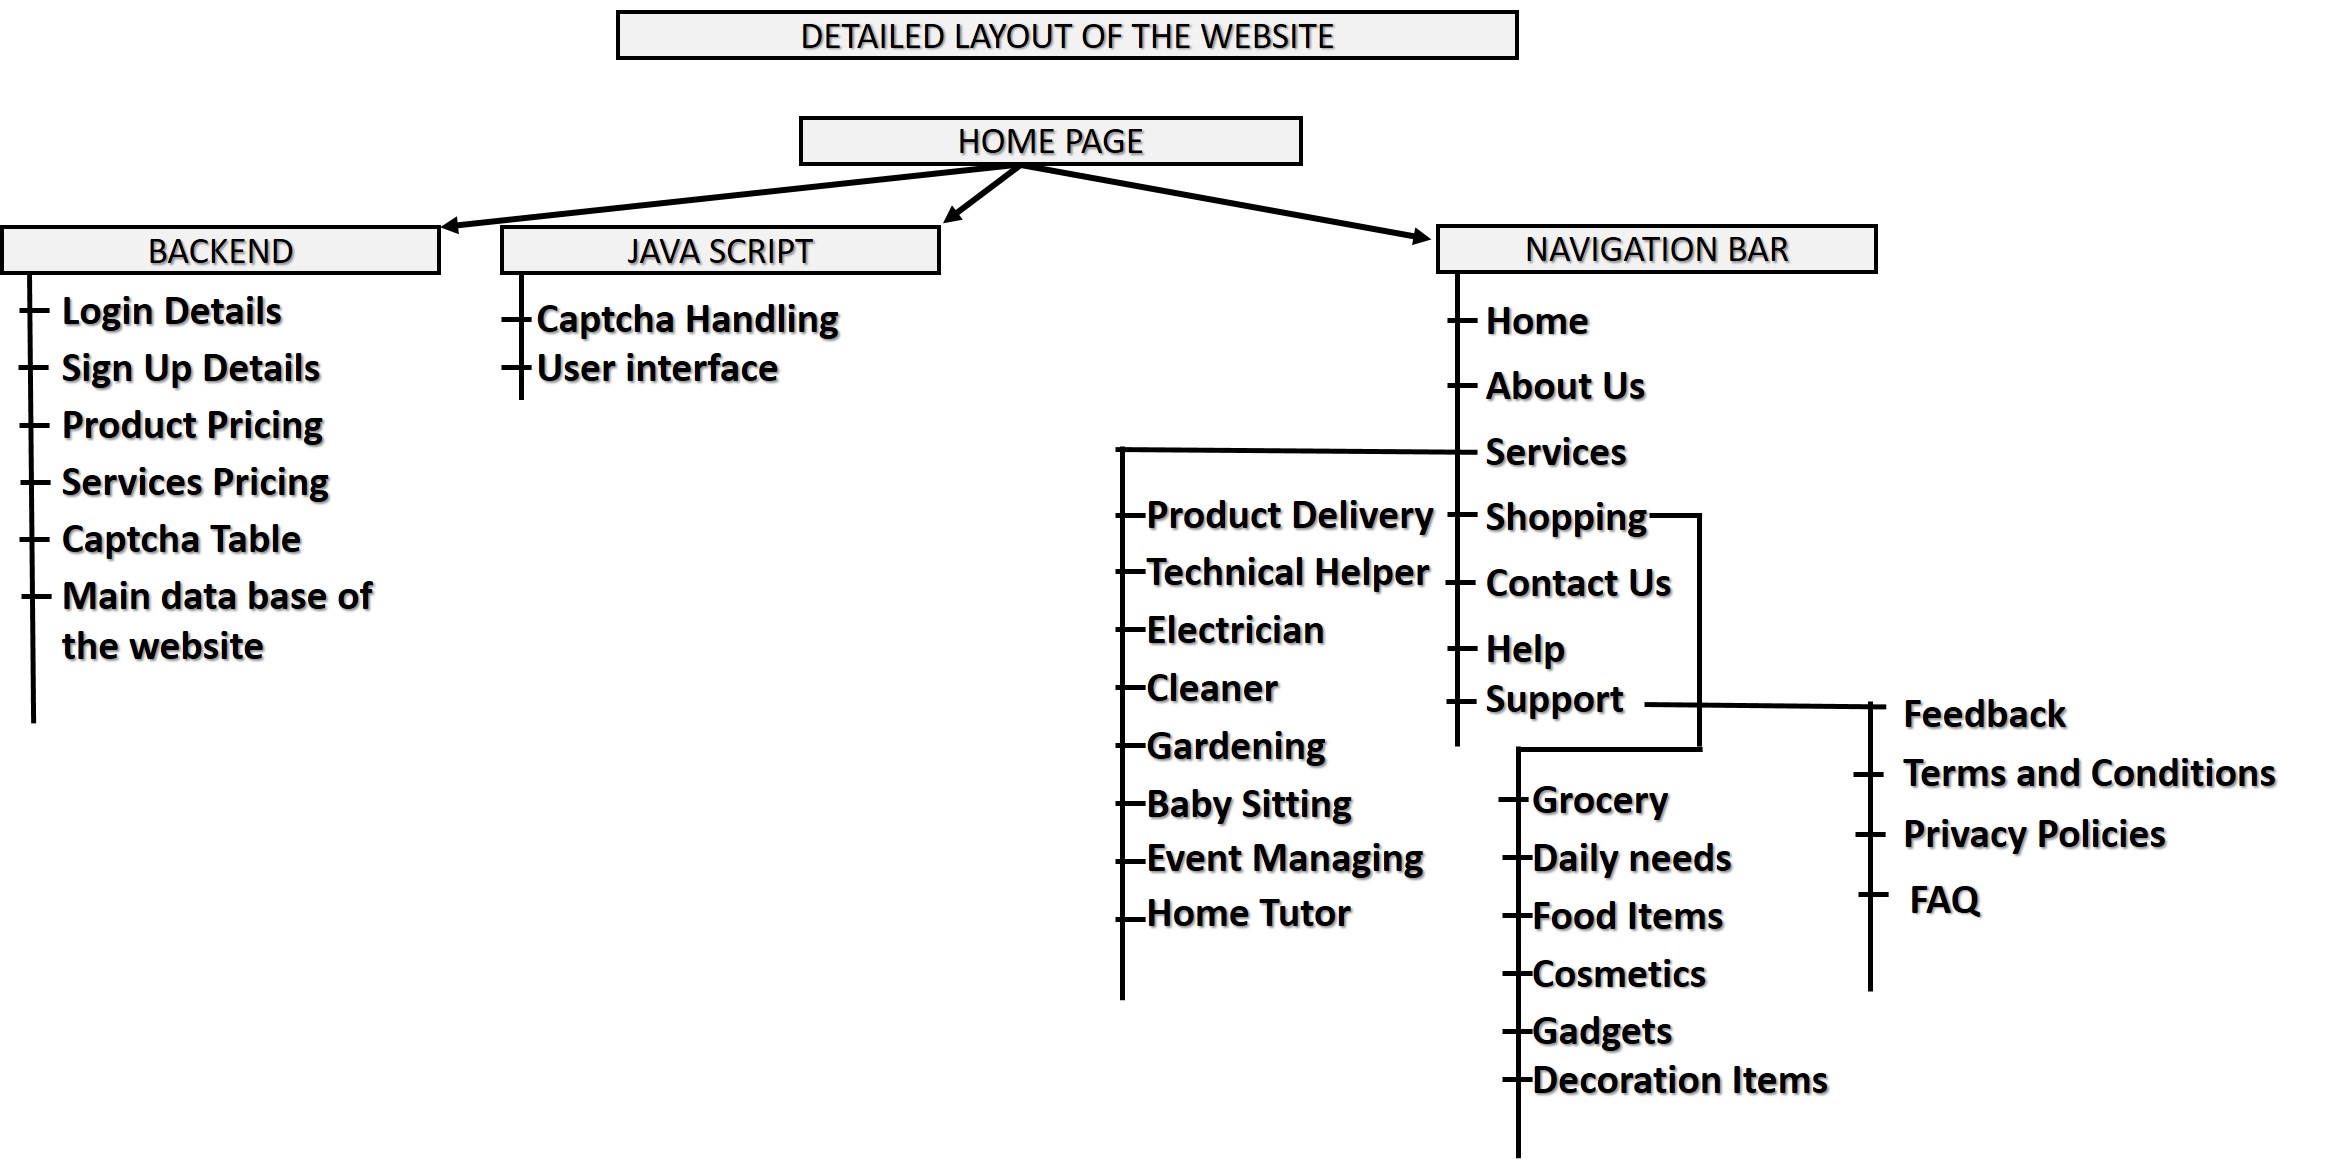 DETAILED LAYOUT OF THE WEBSITE
HOME PAGE
BACKEND
Login Details
Sign Up Details
Product Pricing
Services Pricing
Captcha Table
Main data base of
the website
JAVA SCRIPT
Captcha Handling
User interface
NAVIGATION BAR
Home
About Us
Services
Shopping
Contact Us
Help
Support
Product Delivery
Technical Helper
Electrician
Cleaner
Gardening
Baby Sitting
Event Managing
Home Tutor
Grocery
Daily needs
Food Items
Cosmetics
Gadgets
Decoration Items
Feedback
Terms and Conditions
Privacy Policies
FAQ